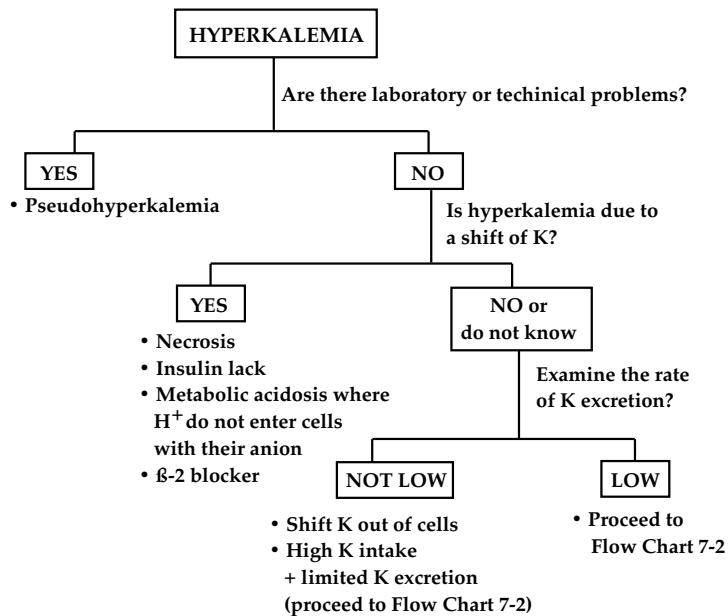 HYPERKALEMIA
Are there laboratory or techinical problems?
YES
NO
• Pseudohyperkalemia
Is hyperkalemia due to
a shift of K?
YES
NO or
do not know
• Necrosis
• Insulin lack
• Metabolic acidosis where
H⁺ do not enter cells
with their anion
• ß-2 blocker
Examine the rate
of K excretion?
NOT LOW
LOW
• Shift K out of cells
• High K intake
+ limited K excretion
(proceed to Flow Chart 7-2)
• Proceed to
Flow Chart 7-2